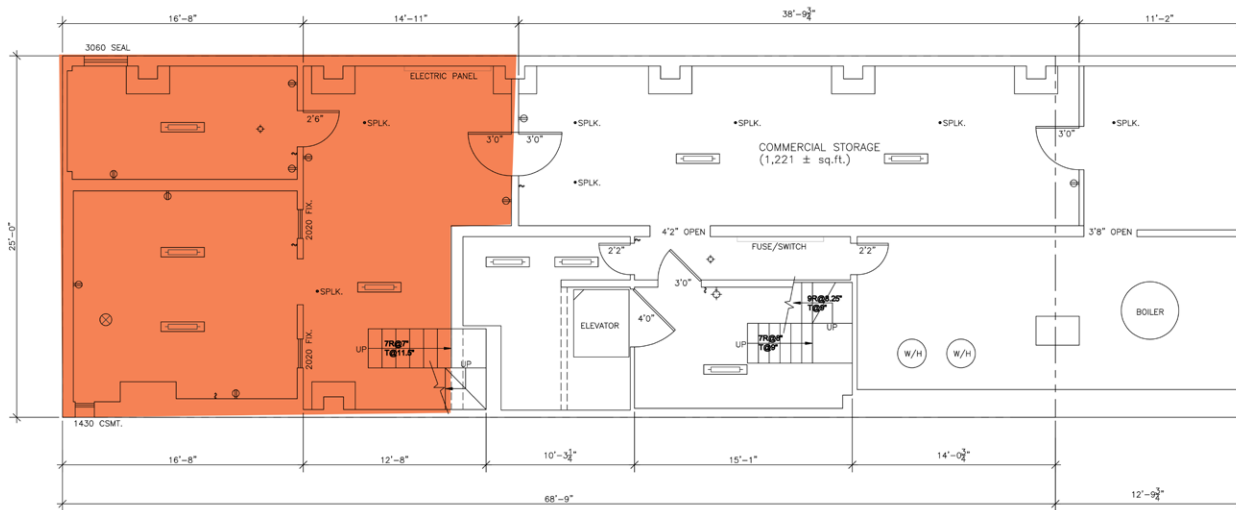 16'-8"
14'-11"
38'-9¾"
11'-2"
3060 SEAL
ELECTRIC PANEL
2'6"
SPLK.
3'0"
3'0"
SPLK.
SPLK.
SPLK.
3'0"
SPLK.
COMMERCIAL STORAGE
(1,221 ± sq.ft.)
SPLK.
25'-0"
2020 FIX.
4'2" OPEN
3'8" OPEN
FUSE/SWITCH
2'2"
2'2"
3'0"
SPLK.
9R@8.25"
T@9"
UP
4'0"
ELEVATOR
BOILER
2020 FIX.
UP
7R@7"
T@11.5"
UP
UP
7R@8"
T@9"
W/H
W/H
1430 CSMT.
16'-8"
12'-8"
10'-3¼"
15'-1"
14'-0¾"
68'-9"
12'-9¾"